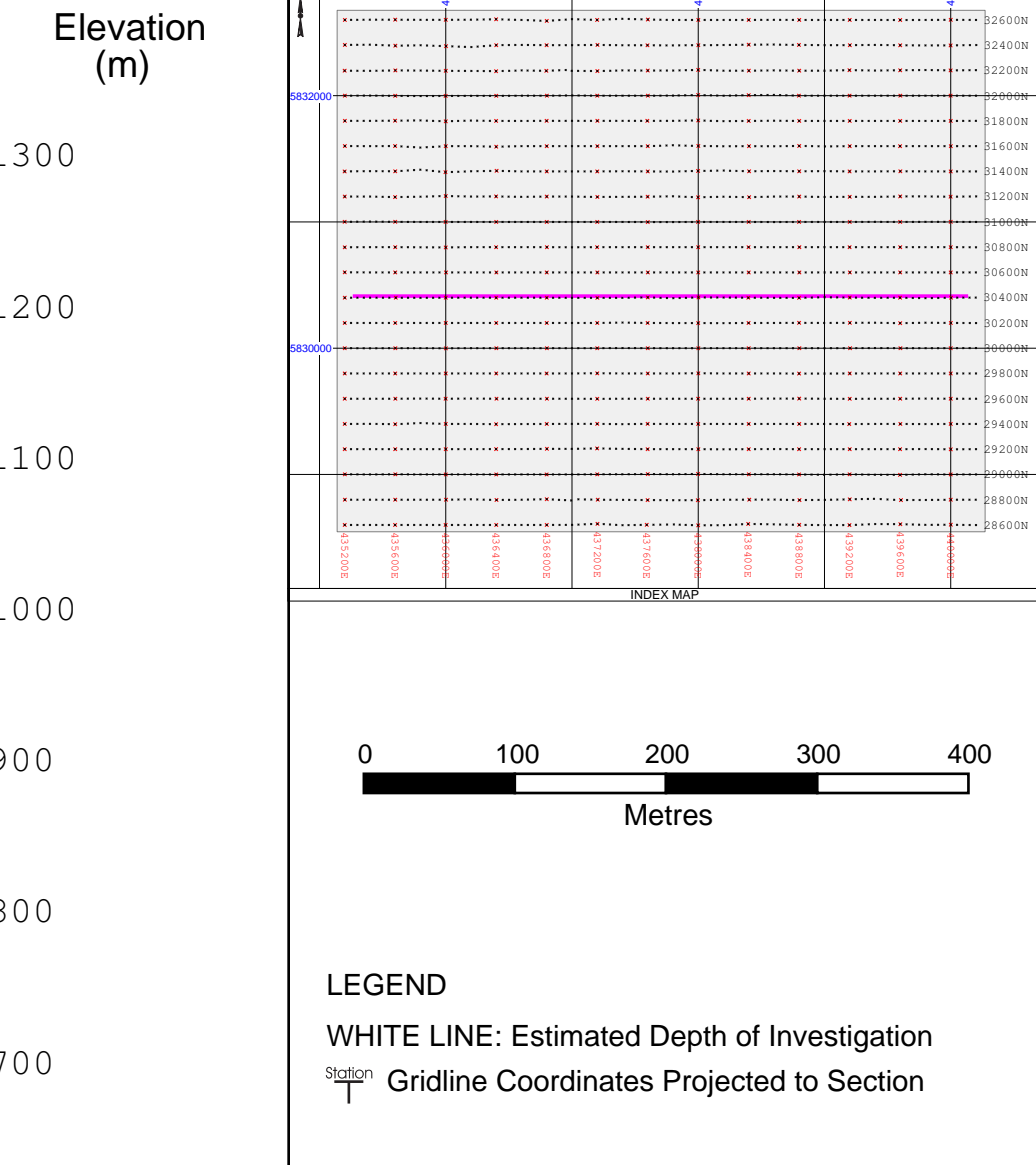 Elevation
(m)
1300
1200
1100
1000
900
800
700
5832000
5830000
32600N
32400N
32200N
32000N
31800N
31600N
31400N
31200N
31000N
30800N
30600N
30400N
30200N
30000N
29800N
29600N
29400N
29200N
29000N
28800N
28600N
435200E
435600E
436000E
436400E
436800E
437200E
437600E
438000E
438400E
438800E
439200E
439600E
440000E
INDEX MAP
0 100 200 300 400
Metres
LEGEND
WHITE LINE: Estimated Depth of Investigation
Station Gridline Coordinates Projected to Section